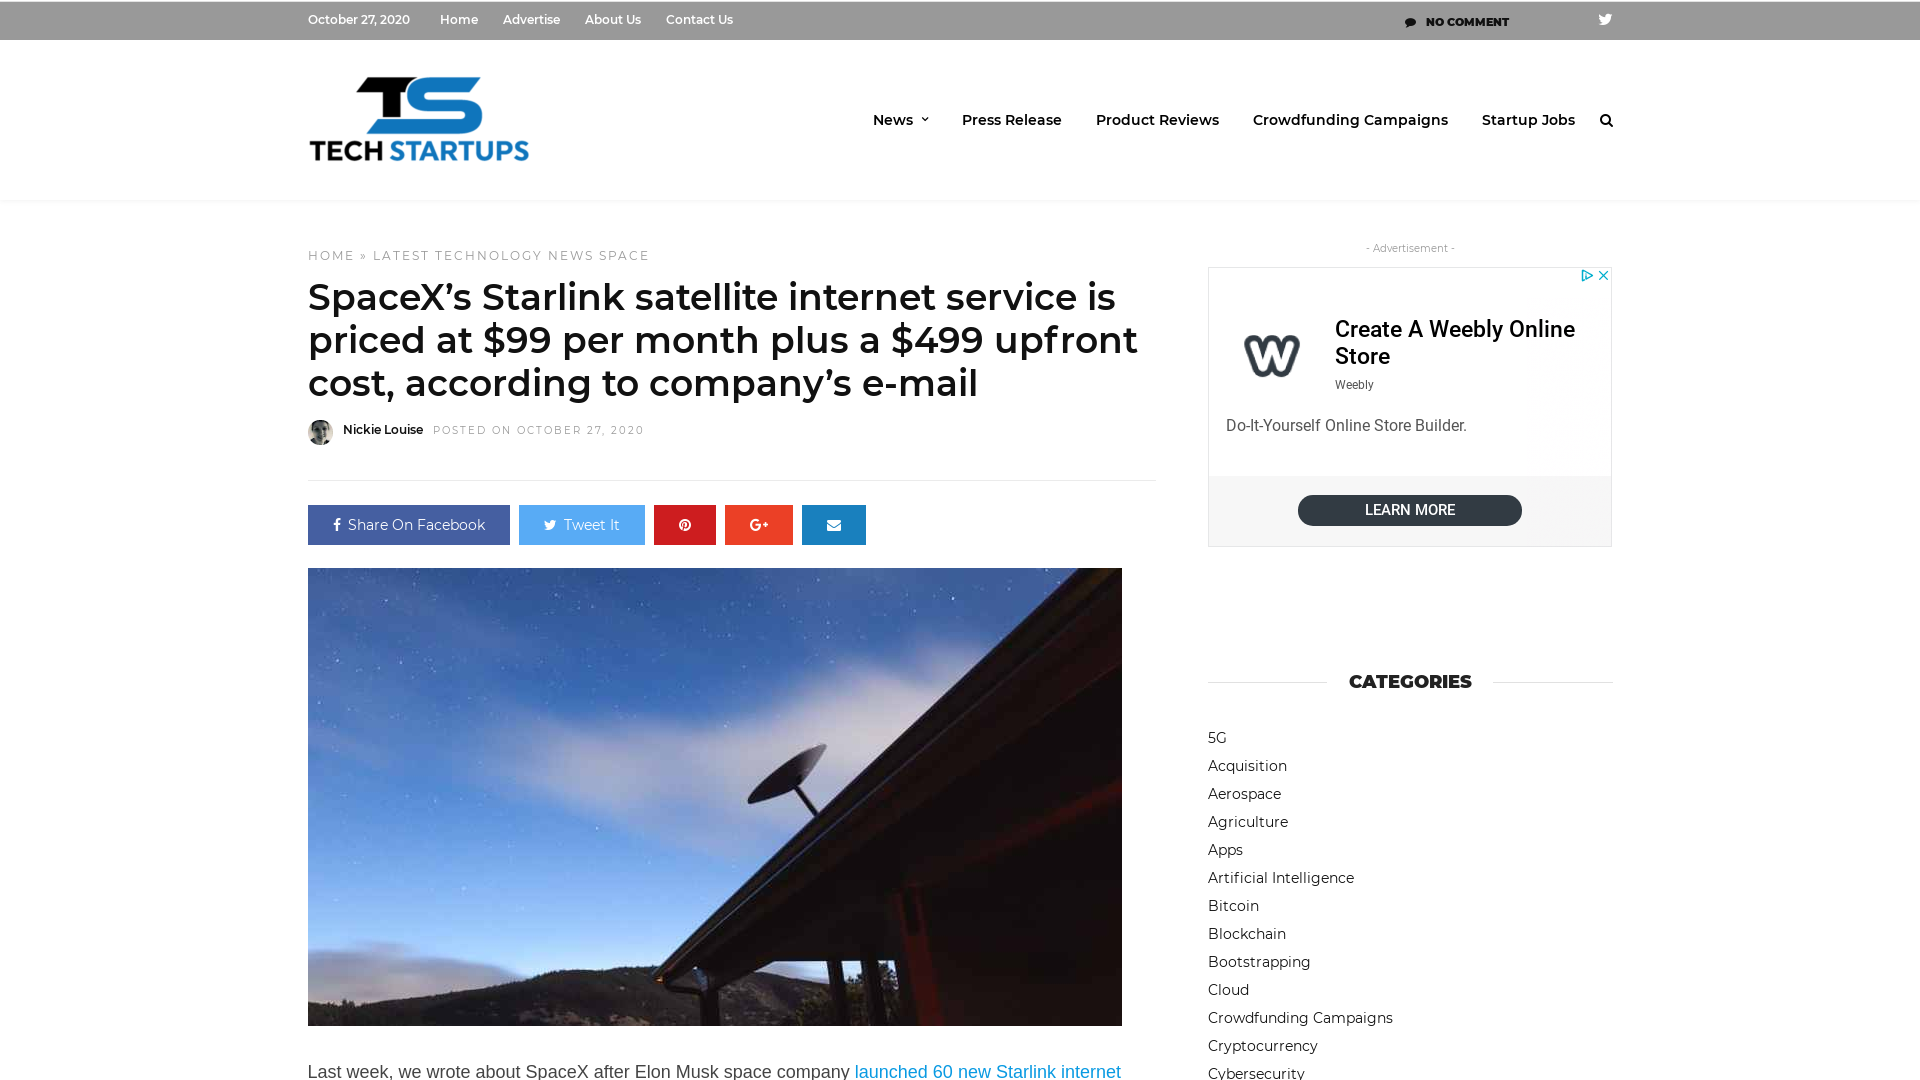 October 27, 2020 Home Advertise About Us Contact Us NO COMMENT
TS
TECH STARTUPS
News Press Release Product Reviews Crowdfunding Campaigns Startup Jobs
HOME » LATEST TECHNOLOGY NEWS SPACE
SpaceX’s Starlink satellite internet service is
priced at $99 per month plus a $499 upfront
cost, according to company’s e-mail
Nickie Louise POSTED ON OCTOBER 27, 2020
Share On Facebook Tweet It
Last week, we wrote about SpaceX after Elon Musk space company launched 60 new Starlink internet
- Advertisement -
W
Create A Weebly Online
Store
Weebly
Do-It-Yourself Online Store Builder.
LEARN MORE
CATEGORIES
5G
Acquisition
Aerospace
Agriculture
Apps
Artificial Intelligence
Bitcoin
Blockchain
Bootstrapping
Cloud
Crowdfunding Campaigns
Cryptocurrency
Cybersecurity